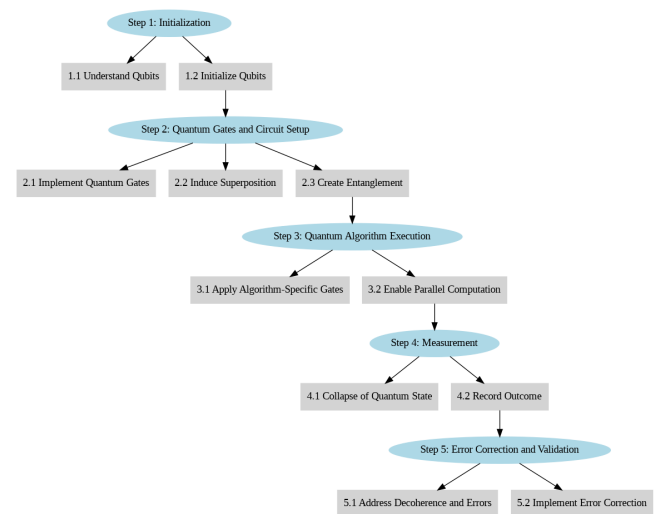 Step 1: Initialization
1.1 Understand Qubits
1.2 Initialize Qubits
Step 2: Quantum Gates and Circuit Setup
2.1 Implement Quantum Gates
2.2 Induce Superposition
2.3 Create Entanglement
Step 3: Quantum Algorithm Execution
3.1 Apply Algorithm-Specific Gates
3.2 Enable Parallel Computation
Step 4: Measurement
4.1 Collapse of Quantum State
4.2 Record Outcome
Step 5: Error Correction and Validation
5.1 Address Decoherence and Errors
5.2 Implement Error Correction